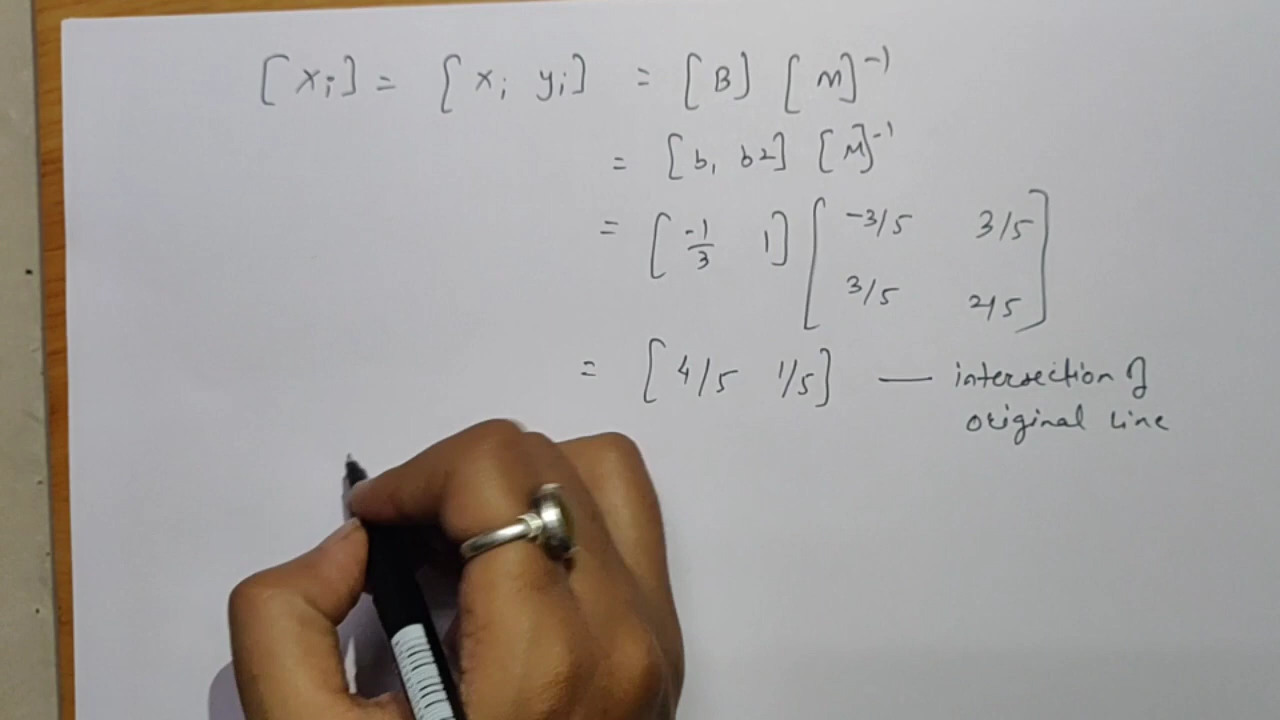 [xi] = [xi yi] = [B] [M]⁻¹
= [b1 b2] [M]⁻¹
= [-1/3 1] [-3/5 3/5
3/5 2/5]
= [4/5 1/5] — intersection of
original line